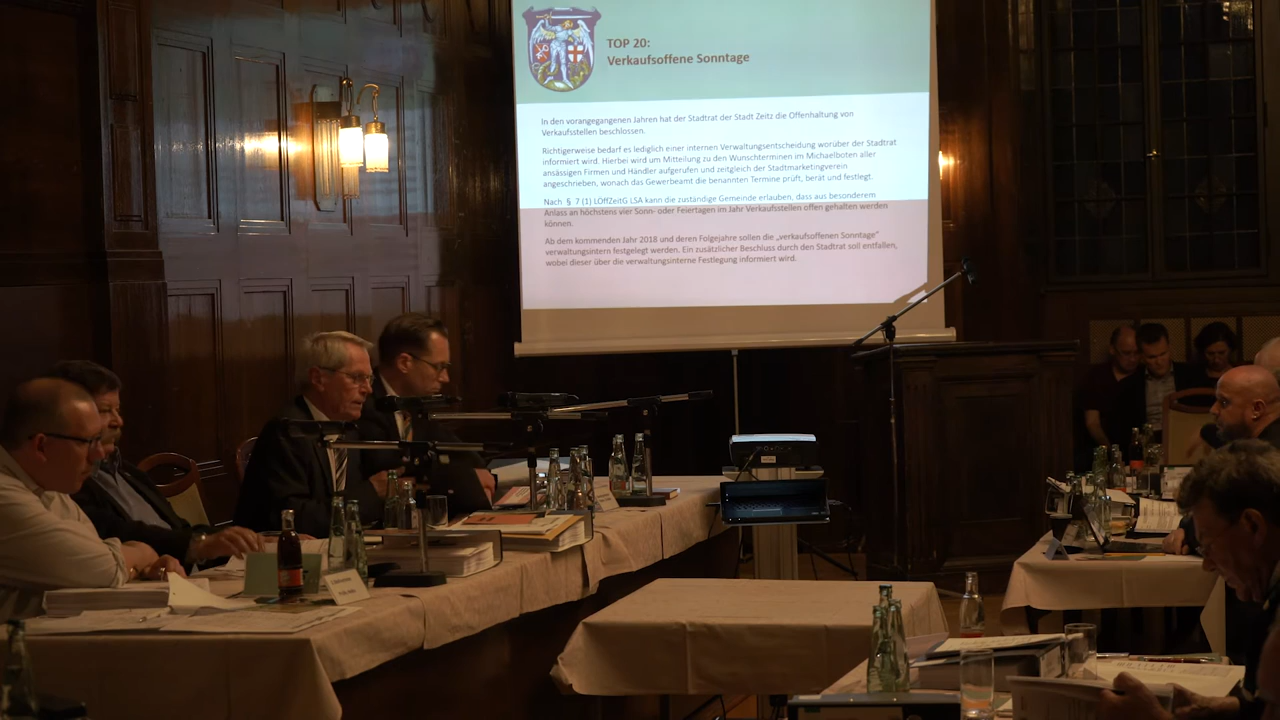 TOP 20:
Verkaufsoffene Sonntage
In den vorangegangenen Jahren hat der Stadtrat der Stadt Zeitz die Offenhaltung von
Verkaufsstellen beschlossen.
Richtigerweise bedarf es lediglich einer internen Verwaltungsentscheidung worüber der Stadtrat
informiert wird. Hierbei wird um Mitteilung zu den Wunschterminen im Michaelboten aller
ansässigen Firmen und Händler aufgerufen und zeitgleich der Stadtmarketingverein
angeschrieben, wonach das Gewerbeamt die benannten Termine prüft, berät und festlegt.
Nach § 7 (1) LÖffZeitG LSA kann die zuständige Gemeinde erlauben, dass aus besonderem
Anlass an höchstens vier Sonn- oder Feiertagen im Jahr Verkaufsstellen offen gehalten werden
können.
Ab dem kommenden Jahr 2018 und deren Folgejahre sollen die „verkaufsoffenen Sonntage"
verwaltungsintern festgelegt werden. Ein zusätzlicher Beschluss durch den Stadtrat soll entfallen,
wobei dieser über die verwaltungsinterne Festlegung informiert wird.